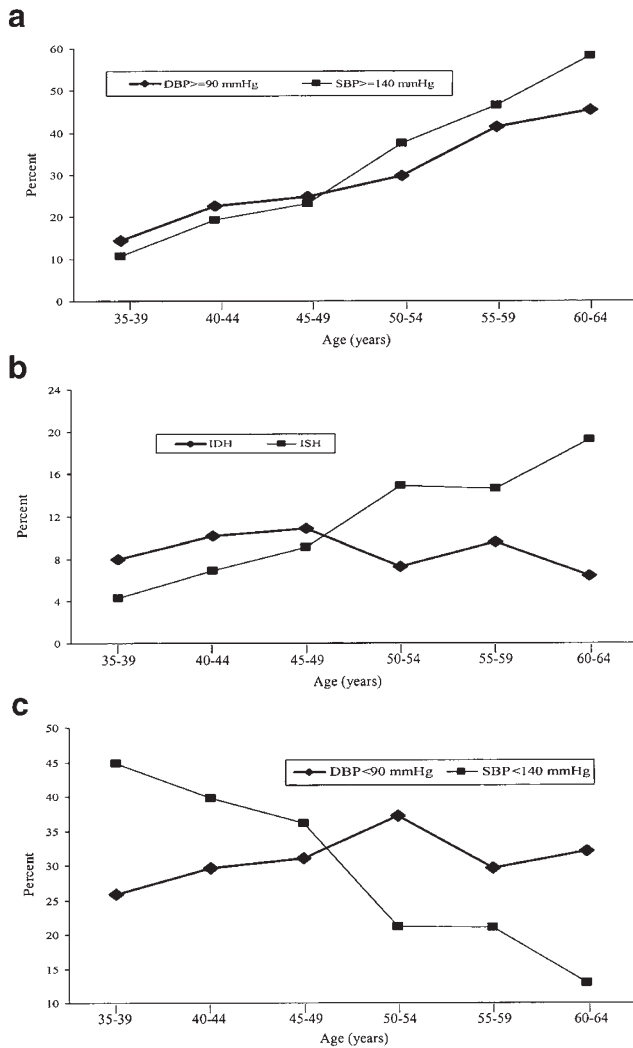 a
60
50
40
30
20
10
0
Percent
DBP>=90 mmHg SBP>=140 mmHg
35-39 40-44 45-49 50-54 55-59 60-64
Age (years)
b
24
20
16
12
8
4
0
Percent
IDH ISH
35-39 40-44 45-49 50-54 55-59 60-64
Age (years)
c
50
45
40
35
30
25
20
15
10
Percent
DBP<90 mmHg SBP<140 mmHg
35-39 40-44 45-49 50-54 55-59 60-64
Age (years)